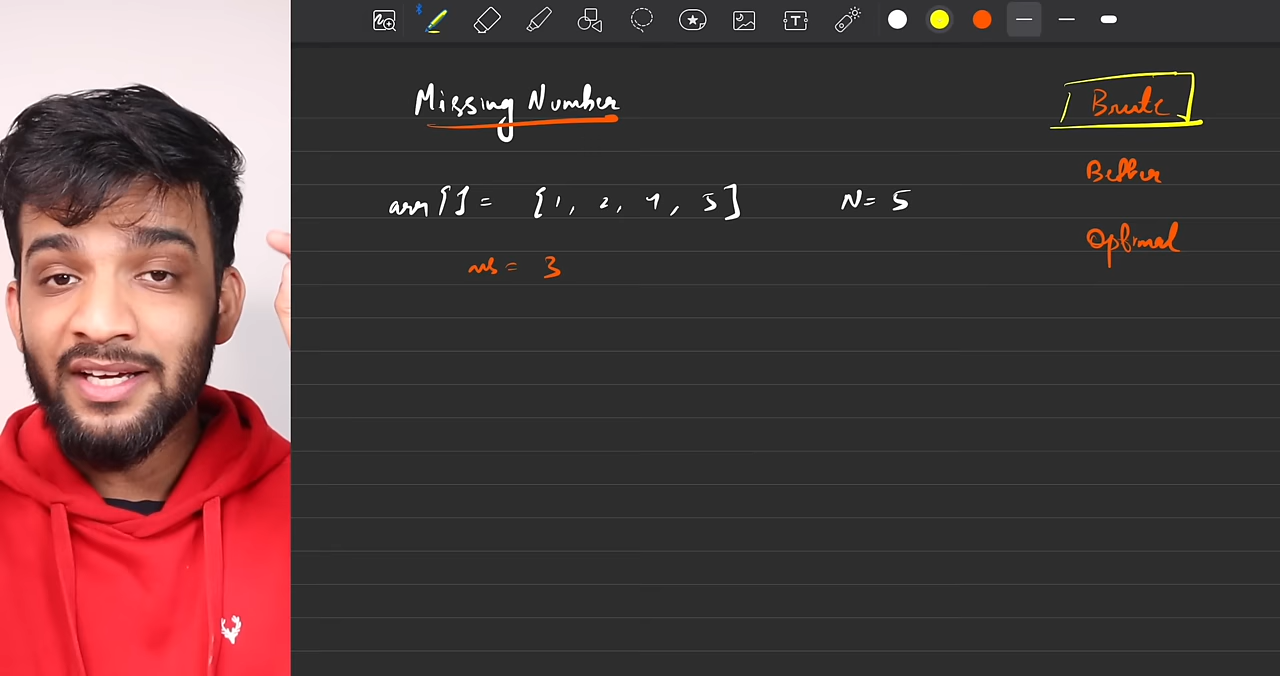 Missing Number
Brute
Better
arr[] = {1, 2, 4, 5} N = 5
Optimal
ans = 3
T